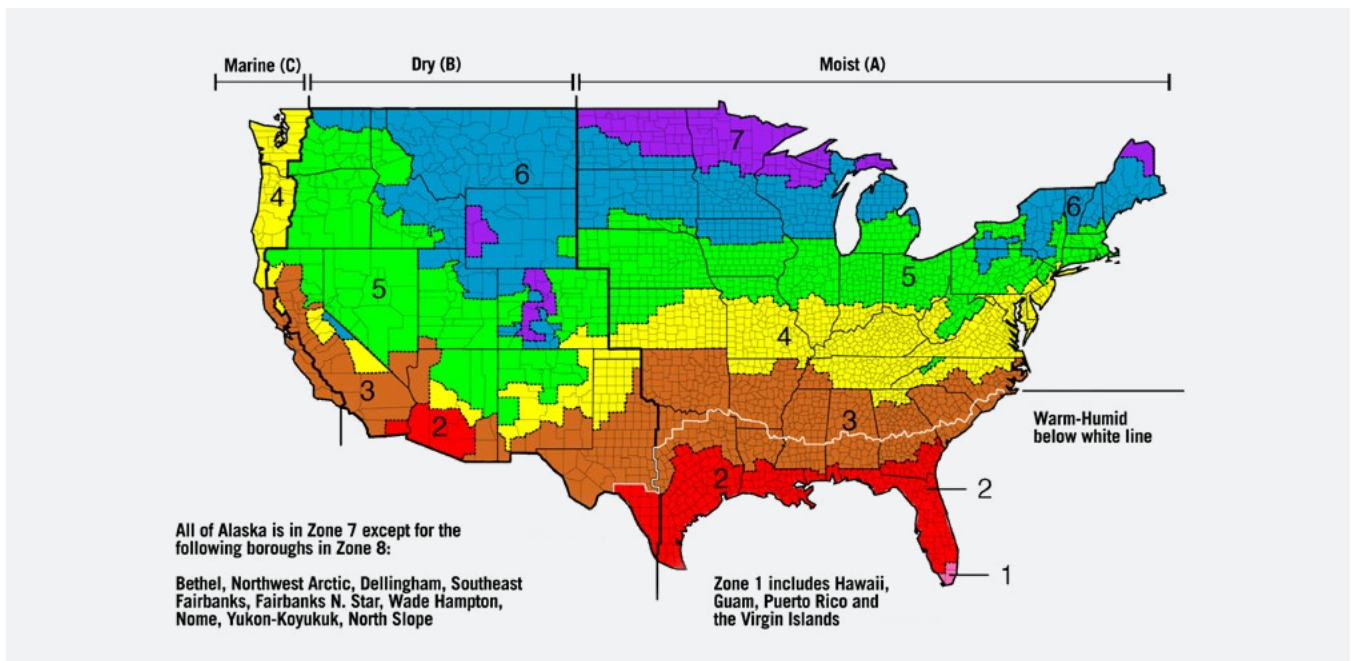 Marine (C)
Dry (B)
Moist (A)
7
6
6
4
6
5
5
4
3
3
2
2
Warm-Humid
below white line
2
1
All of Alaska is in Zone 7 except for the
following boroughs in Zone 8:
Bethel, Northwest Arctic, Dellingham, Southeast
Fairbanks, Fairbanks N. Star, Wade Hampton,
Nome, Yukon-Koyukuk, North Slope
Zone 1 includes Hawaii,
Guam, Puerto Rico and
the Virgin Islands